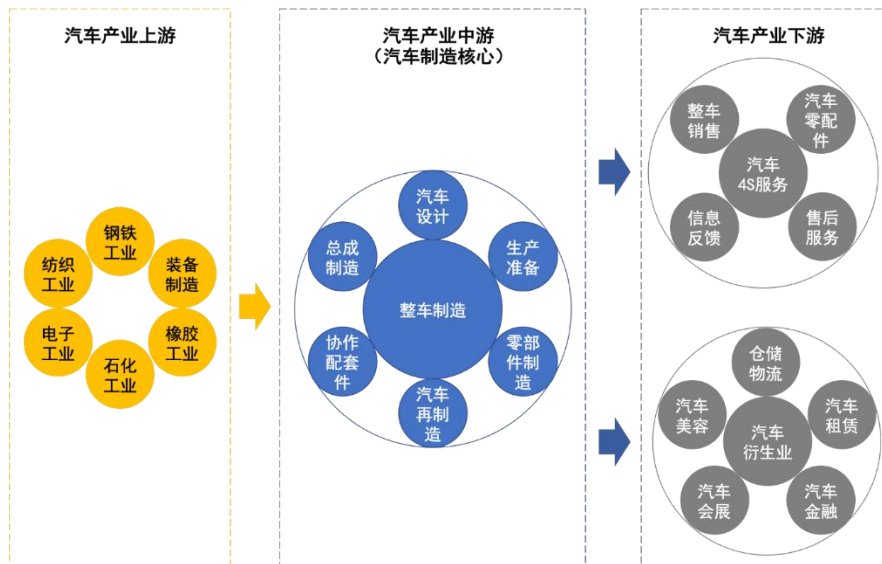 汽车产业上游
钢铁
工业
纺织
工业
装备
制造
电子
工业
橡胶
工业
石化
工业
汽车产业中游
（汽车制造核心）
汽车
设计
总成
制造
生产
准备
整车制造
协作
配套
件
零部
件制
造
汽车
再制
造
汽车产业下游
整车
销售
汽车
零配
件
汽车
4S服务
信息
反馈
售后
服务
仓储
物流
汽车
美容
汽车
租赁
汽车
衍生业
汽车
会展
汽车
金融